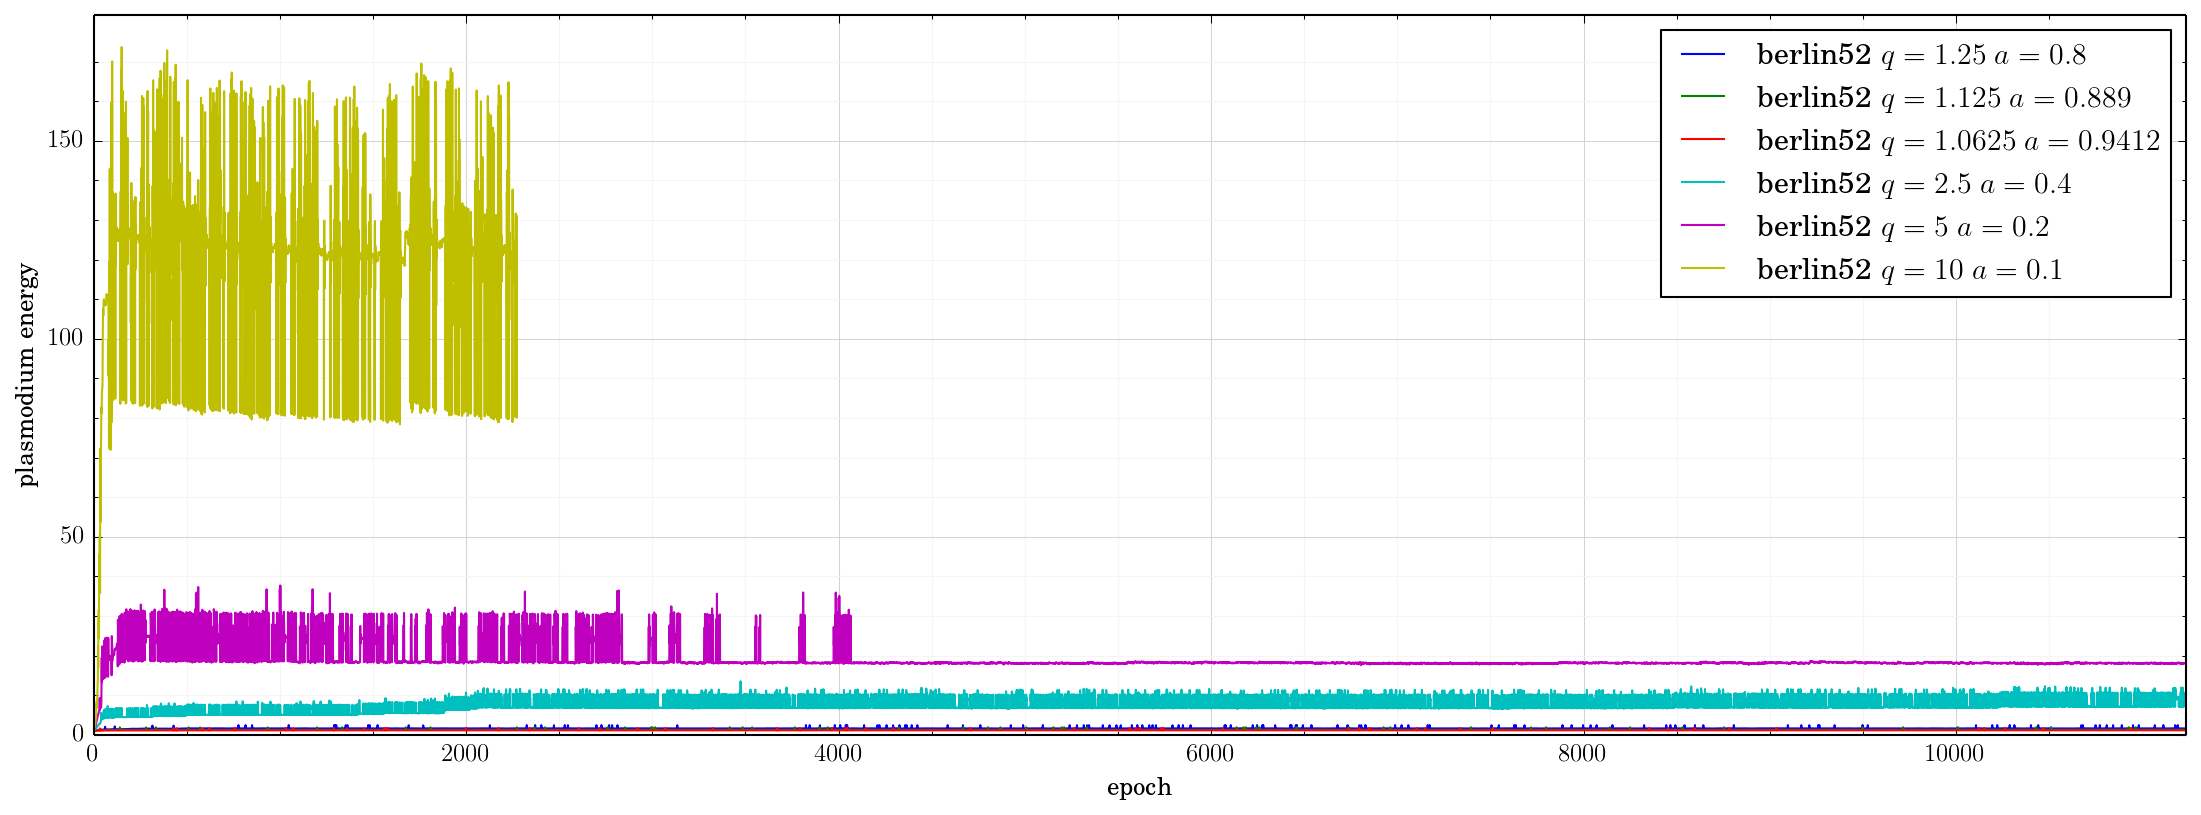 berlin52 q = 1.25 a = 0.8
berlin52 q = 1.125 a = 0.889
berlin52 q = 1.0625 a = 0.9412
berlin52 q = 2.5 a = 0.4
berlin52 q = 5 a = 0.2
berlin52 q = 10 a = 0.1
plasmodium energy
150
100
50
0
0 2000 4000 6000 8000 10000
epoch